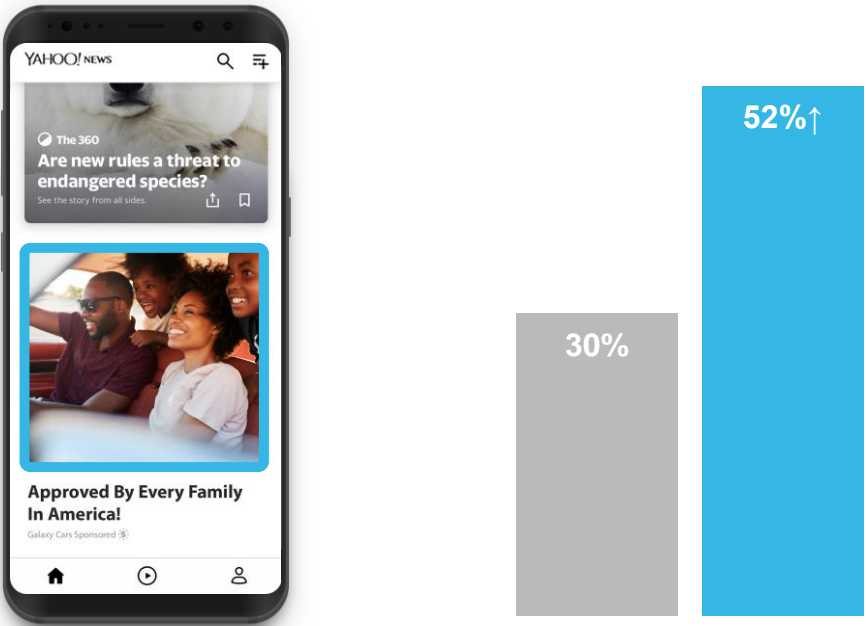 YAHOO! NEWS
The 360
Are new rules a threat to
endangered species?
See the story from all sides.
Approved By Every Family
In America!
Galaxy Cars Sponsored
30%
52%↑